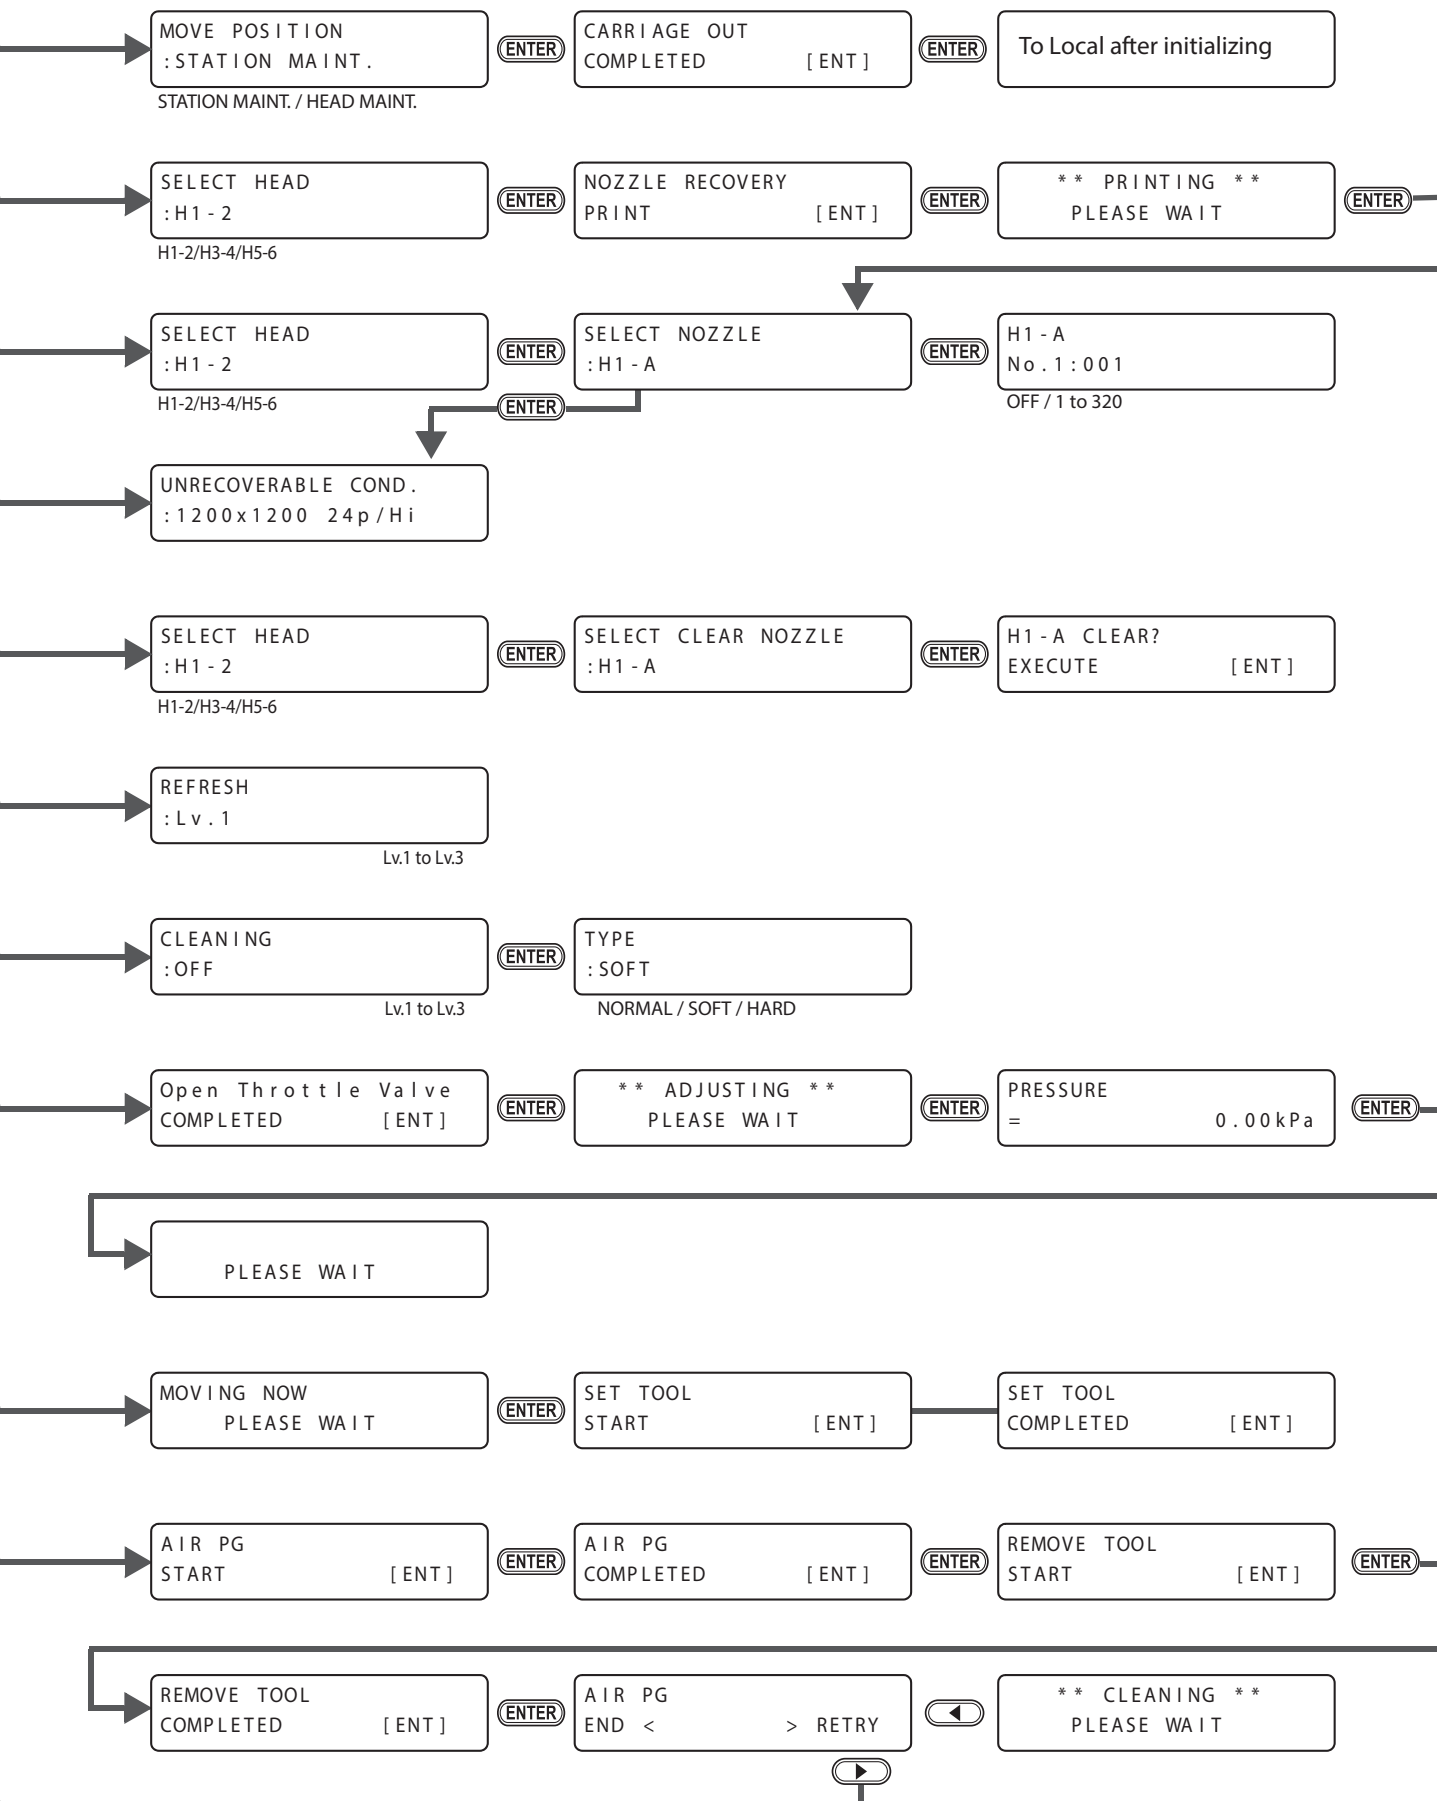 MOVE POSITION
:STATION MAINT.
ENTER
CARRIAGE OUT
COMPLETED [ENT]
ENTER
To Local after initializing
STATION MAINT. / HEAD MAINT.
SELECT HEAD
:H1-2
ENTER
NOZZLE RECOVERY
PRINT [ENT]
ENTER
** PRINTING **
PLEASE WAIT
ENTER
H1-2/H3-4/H5-6
SELECT HEAD
:H1-2
ENTER
SELECT NOZZLE
:H1-A
ENTER
H1-A
No.1:001
H1-2/H3-4/H5-6
ENTER
OFF / 1 to 320
UNRECOVERABLE COND.
:1200x1200 24p/Hi
SELECT HEAD
:H1-2
ENTER
SELECT CLEAR NOZZLE
:H1-A
ENTER
H1-A CLEAR?
EXECUTE [ENT]
H1-2/H3-4/H5-6
REFRESH
:Lv.1
Lv.1 to Lv.3
CLEANING
:OFF
ENTER
TYPE
:SOFT
Lv.1 to Lv.3
NORMAL / SOFT / HARD
Open Throttle Valve
COMPLETED [ENT]
ENTER
** ADJUSTING **
PLEASE WAIT
ENTER
PRESSURE
= 0.00kPa
ENTER
PLEASE WAIT
MOVING NOW
PLEASE WAIT
ENTER
SET TOOL
START [ENT]
SET TOOL
COMPLETED [ENT]
AIR PG
START [ENT]
ENTER
AIR PG
COMPLETED [ENT]
ENTER
REMOVE TOOL
START [ENT]
ENTER
REMOVE TOOL
COMPLETED [ENT]
ENTER
AIR PG
END < > RETRY
** CLEANING **
PLEASE WAIT